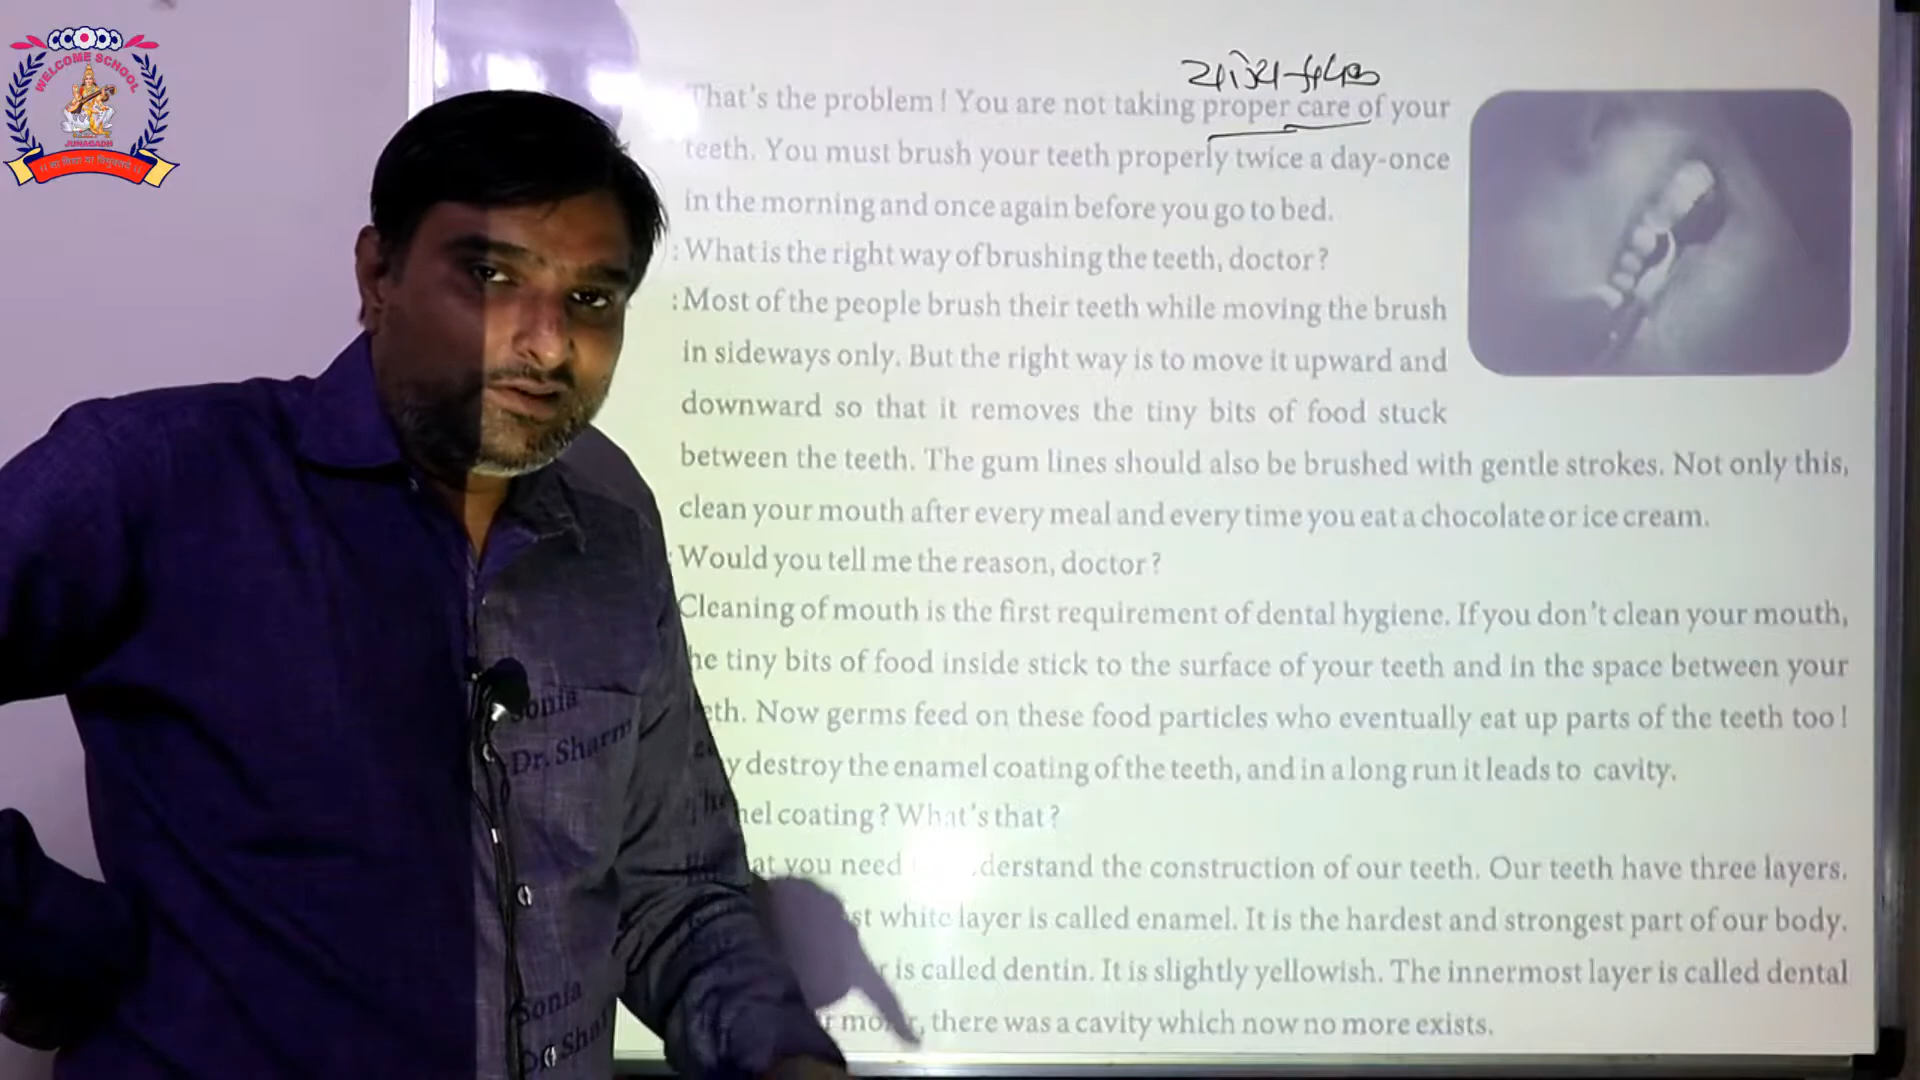 WELCOME SCHOOL
JUNAGADH
।। सा विद्या या विमुक्तये ।।
That's the problem! You are not taking proper care of your
teeth. You must brush your teeth properly twice a day-once
in the morning and once again before you go to bed.
: What is the right way of brushing the teeth, doctor?
: Most of the people brush their teeth while moving the brush
in sideways only. But the right way is to move it upward and
downward so that it removes the tiny bits of food stuck
between the teeth. The gum lines should also be brushed with gentle strokes. Not only this,
clean your mouth after every meal and every time you eat a chocolate or ice cream.
: Would you tell me the reason, doctor?
Cleaning of mouth is the first requirement of dental hygiene. If you don't clean your mouth,
he tiny bits of food inside stick to the surface of your teeth and in the space between your
eth. Now germs feed on these food particles who eventually eat up parts of the teeth too!
y destroy the enamel coating of the teeth, and in a long run it leads to cavity.
nel coating? What's that?
at you need derstand the construction of our teeth. Our teeth have three layers.
st white layer is called enamel. It is the hardest and strongest part of our body.
r is called dentin. It is slightly yellowish. The innermost layer is called dental
r molar, there was a cavity which now no more exists.
Sonia
Dr. Sharm
Sonia
Dr. Shar